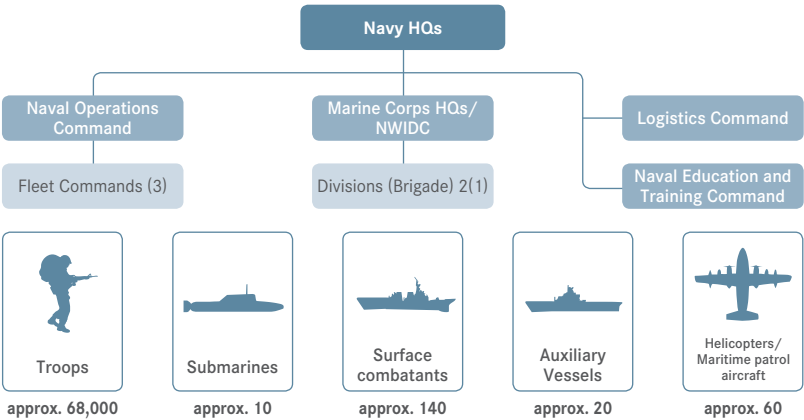 Navy HQs
Naval Operations
Command
Marine Corps HQs/
NWIDC
Logistics Command
Fleet Commands (3)
Divisions (Brigade) 2(1)
Naval Education and
Training Command
Troops
Submarines
Surface
combatants
Auxiliary
Vessels
Helicopters/
Maritime patrol
aircraft
approx. 68,000
approx. 10
approx. 140
approx. 20
approx. 60